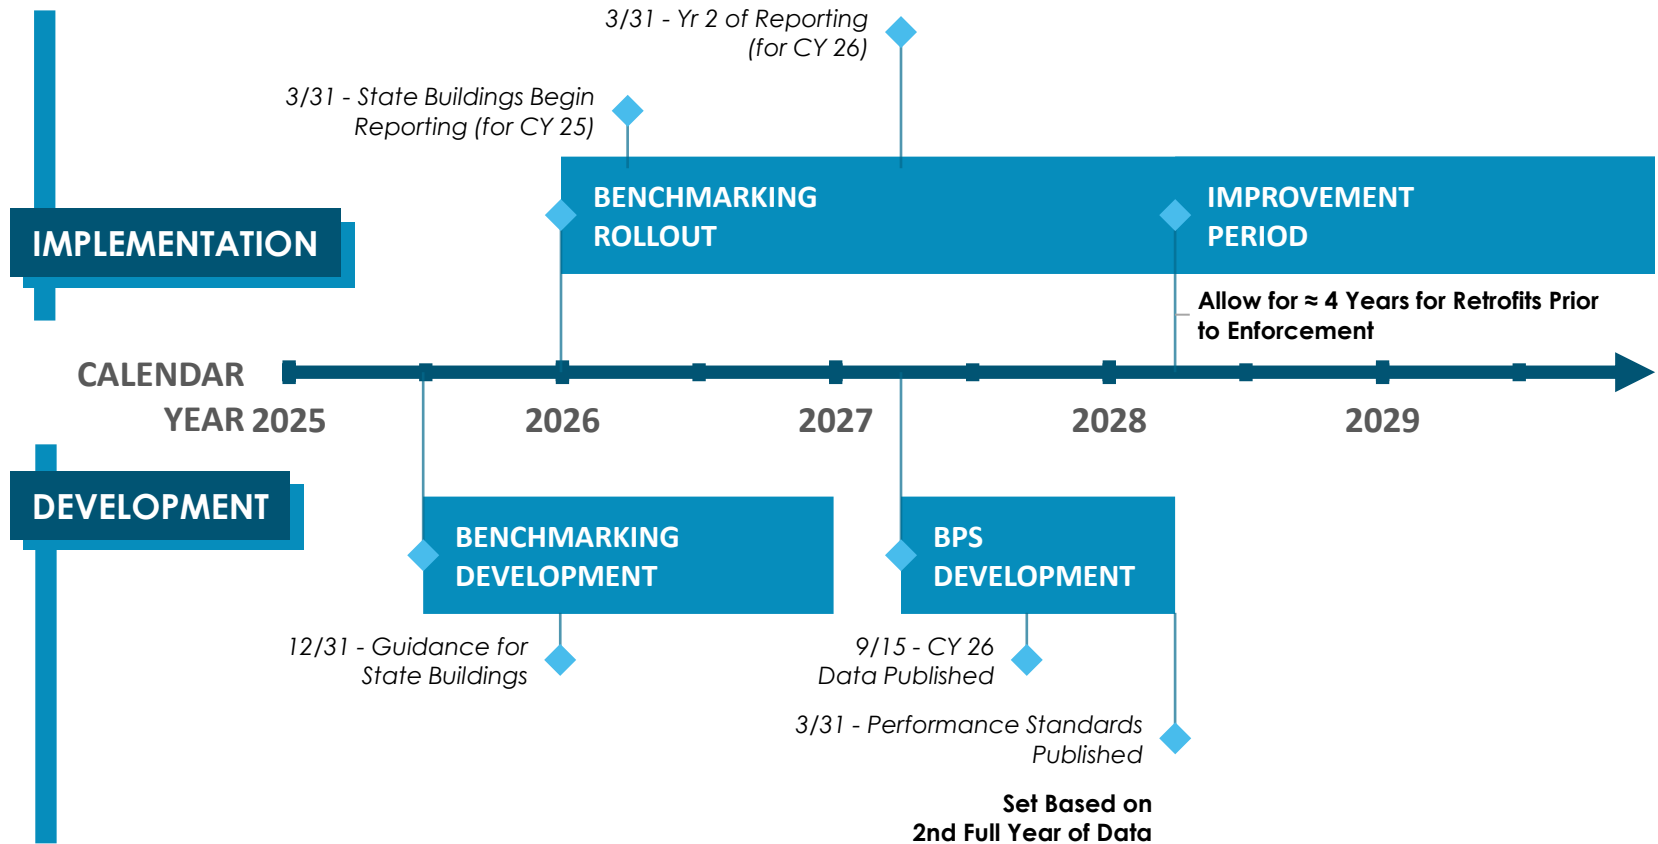 3/31 - Yr 2 of Reporting
(for CY 26)
3/31 - State Buildings Begin
Reporting (for CY 25)
IMPLEMENTATION
BENCHMARKING
ROLLOUT
IMPROVEMENT
PERIOD
Allow for ≈ 4 Years for Retrofits Prior
to Enforcement
CALENDAR
YEAR 2025 2026 2027 2028 2029
DEVELOPMENT
BENCHMARKING
DEVELOPMENT
BPS
DEVELOPMENT
12/31 - Guidance for
State Buildings
9/15 - CY 26
Data Published
3/31 - Performance Standards
Published
Set Based on
2nd Full Year of Data